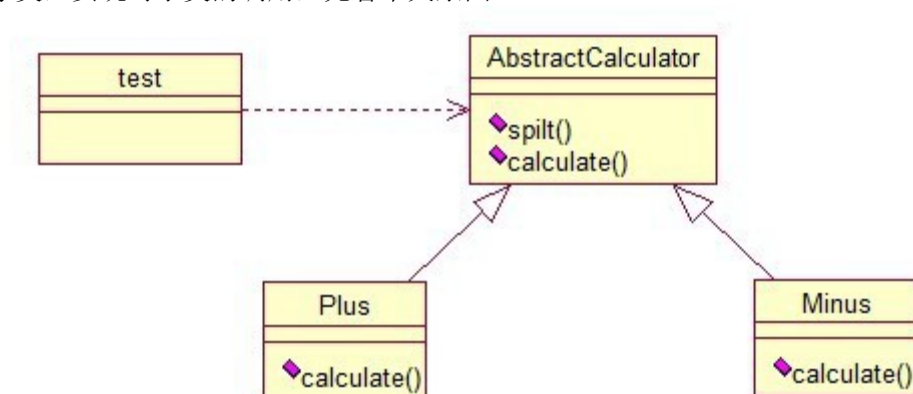 AbstractCalculator
test
spilt()
calculate()
Plus
Minus
calculate()
calculate()